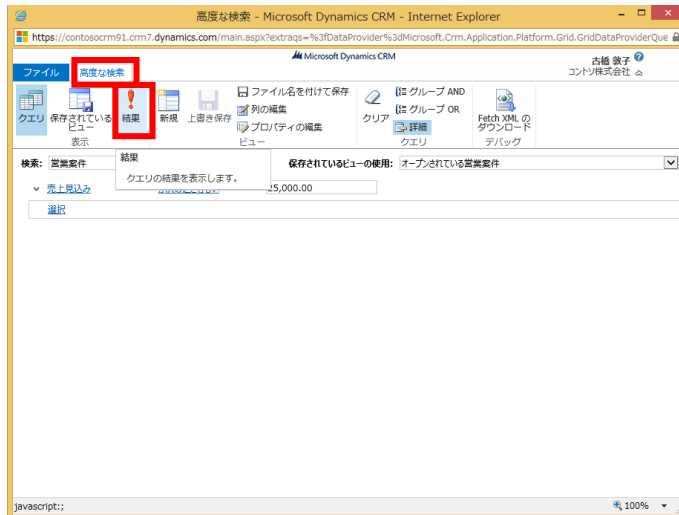 高度な検索 - Microsoft Dynamics CRM - Internet Explorer
https://contosocrm91.crm7.dynamics.com/main.aspx?extraqs=%3fDataProvider%3dMicrosoft.Crm.Application.Platform.Grid.GridDataProviderQue
Microsoft Dynamics CRM
古橋 敦子
コントソ株式会社
ファイル 高度な検索
クエリ 保存されているビュー 結果 新規 上書き保存 ファイル名を付けて保存 クリア グループ AND Fetch XML のダウンロード
列の編集 グループ OR
プロパティの編集 詳細
表示 ビュー クエリ デバッグ
検索: 営業案件 保存されているビューの使用: オープンされている営業案件
結果
クエリの結果を表示します。
売上見込み 25,000.00
選択
javascript:;
100%